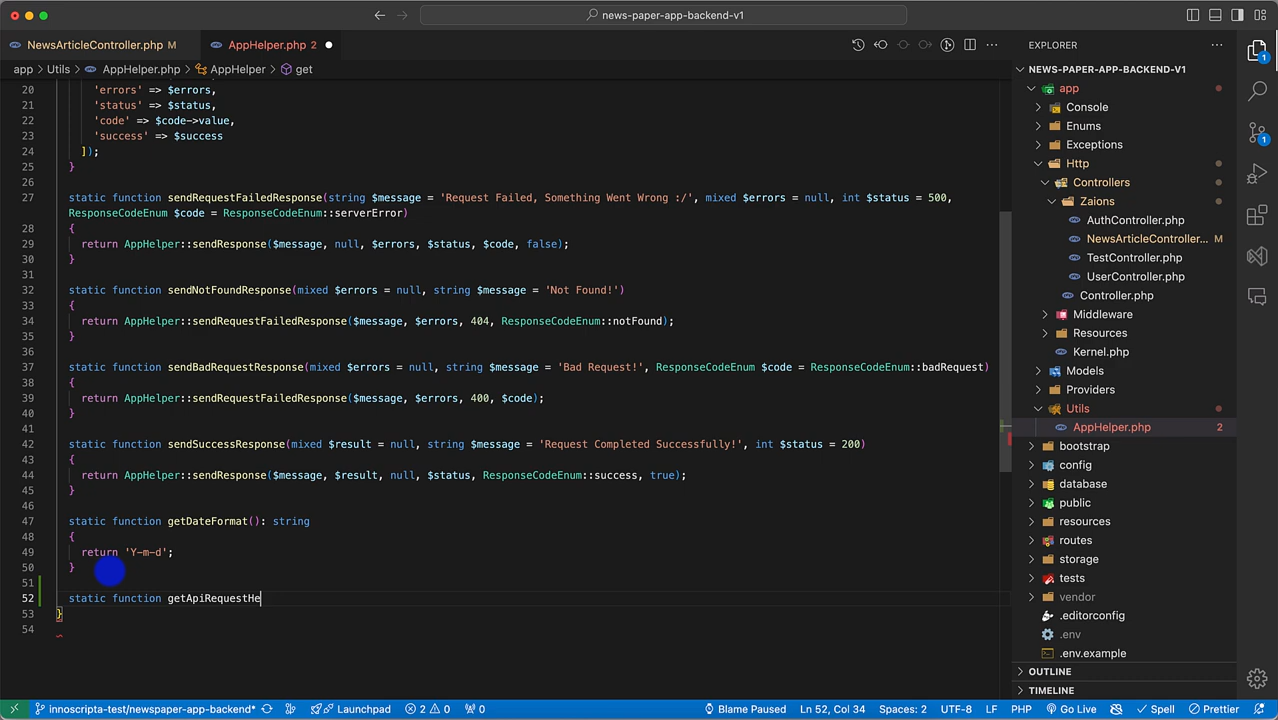 news-paper-app-backend-v1
NewsArticleController.php M
AppHelper.php 2
app > Utils > AppHelper.php > AppHelper > get
20 'errors' => $errors,
21 'status' => $status,
22 'code' => $code->value,
23 'success' => $success
24 ]);
25 }
26
27 static function sendRequestFailedResponse(string $message = 'Request Failed, Something Went Wrong :/', mixed $errors = null, int $status = 500,
ResponseCodeEnum $code = ResponseCodeEnum::serverError)
28 {
29 return AppHelper::sendResponse($message, null, $errors, $status, $code, false);
30 }
31
32 static function sendNotFoundResponse(mixed $errors = null, string $message = 'Not Found!')
33 {
34 return AppHelper::sendRequestFailedResponse($message, $errors, 404, ResponseCodeEnum::notFound);
35 }
36
37 static function sendBadRequestResponse(mixed $errors = null, string $message = 'Bad Request!', ResponseCodeEnum $code = ResponseCodeEnum::badRequest)
38 {
39 return AppHelper::sendRequestFailedResponse($message, $errors, 400, $code);
40 }
41
42 static function sendSuccessResponse(mixed $result = null, string $message = 'Request Completed Successfully!', int $status = 200)
43 {
44 return AppHelper::sendResponse($message, $result, null, $status, ResponseCodeEnum::success, true);
45 }
46
47 static function getDateFormat(): string
48 {
49 return 'Y-m-d';
50 }
51
52 static function getApiRequestHe
53 }
54
EXPLORER
NEWS-PAPER-APP-BACKEND-V1
app
Console
Enums
Exceptions
Http
Controllers
Zaions
AuthController.php
NewsArticleController... M
TestController.php
UserController.php
Controller.php
Middleware
Resources
Kernel.php
Models
Providers
Utils
AppHelper.php 2
bootstrap
config
database
public
resources
routes
storage
tests
vendor
.editorconfig
.env
.env.example
OUTLINE
TIMELINE
1
1
innoscripta-test/newspaper-app-backend* Launchpad 2 0 0 Blame Paused Ln 52, Col 34 Spaces: 2 UTF-8 LF PHP Go Live Spell Prettier